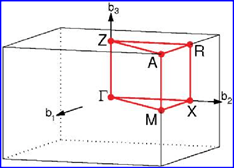 b₃
Z R
A
Γ X b₂
b₁ M